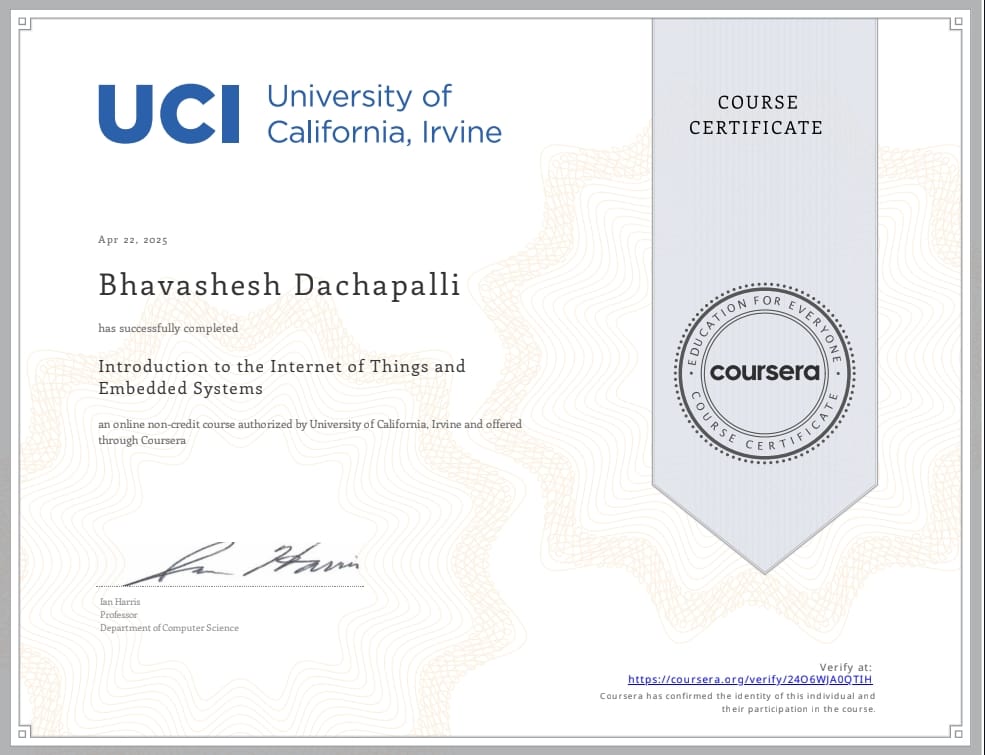 UCI
University of
California, Irvine
COURSE
CERTIFICATE
Apr 22, 2025
Bhavashesh Dachapalli
has successfully completed
Introduction to the Internet of Things and
Embedded Systems
an online non-credit course authorized by University of California, Irvine and offered
through Coursera
EDUCATION FOR EVERYONE
coursera
COURSE CERTIFICATE
Ian Harris
Ian Harris
Professor
Department of Computer Science
Verify at:
https://coursera.org/verify/24O6WJA0QTIH
Coursera has confirmed the identity of this individual and
their participation in the course.